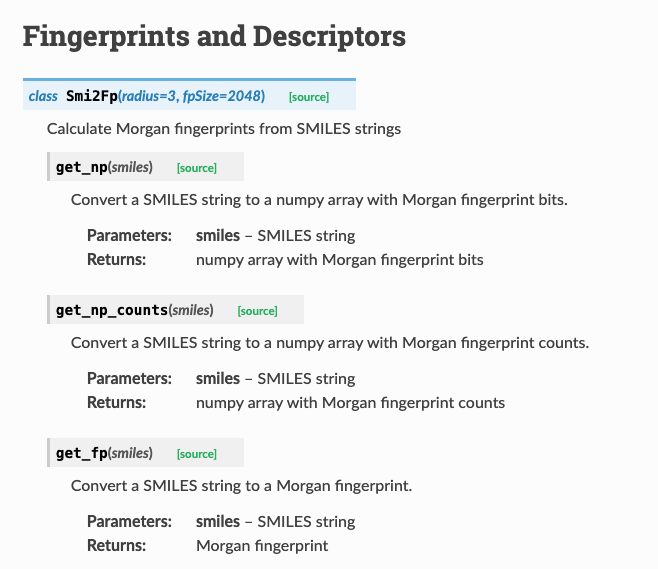 Fingerprints and Descriptors
class Smi2Fp(radius=3, fpSize=2048) [source]
Calculate Morgan fingerprints from SMILES strings
get_np(smiles) [source]
Convert a SMILES string to a numpy array with Morgan fingerprint bits.
Parameters: smiles – SMILES string
Returns: numpy array with Morgan fingerprint bits
get_np_counts(smiles) [source]
Convert a SMILES string to a numpy array with Morgan fingerprint counts.
Parameters: smiles – SMILES string
Returns: numpy array with Morgan fingerprint counts
get_fp(smiles) [source]
Convert a SMILES string to a Morgan fingerprint.
Parameters: smiles – SMILES string
Returns: Morgan fingerprint